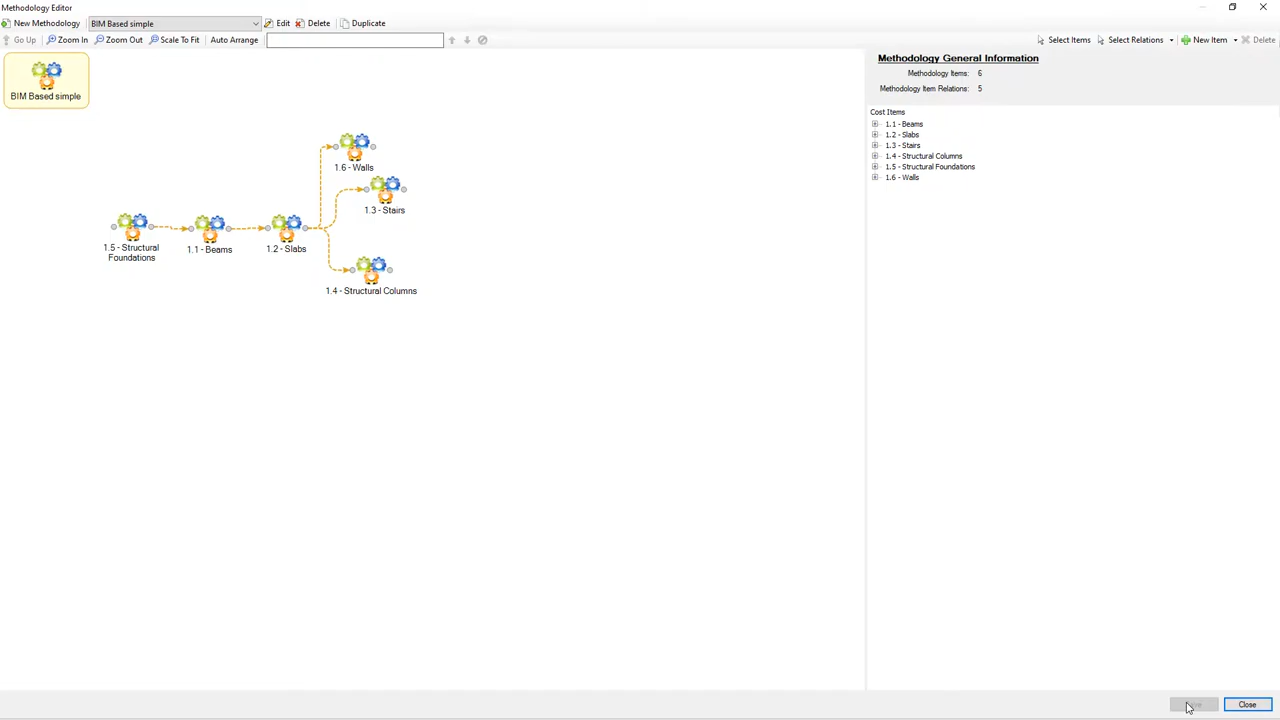 Methodology Editor
New Methodology BIM Based simple Edit Delete Duplicate
Go Up Zoom In Zoom Out Scale To Fit Auto Arrange Select Items Select Relations New Item Delete
BIM Based simple
1.6 - Walls
1.3 - Stairs
1.5 - Structural
Foundations
1.1 - Beams
1.2 - Slabs
1.4 - Structural Columns
Methodology General Information
Methodology Items: 6
Methodology Item Relations: 5
Cost Items
1.1 - Beams
1.2 - Slabs
1.3 - Stairs
1.4 - Structural Columns
1.5 - Structural Foundations
1.6 - Walls
Close